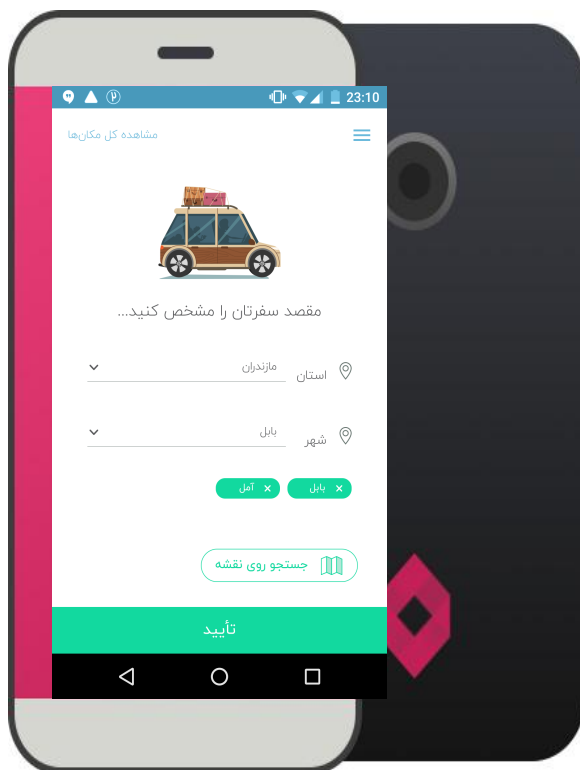 23:10
مشاهده کل مکان‌ها
مقصد سفرتان را مشخص کنید...
استان
مازندران
شهر
بابل
بابل ×
آمل ×
جستجو روی نقشه
تأیید